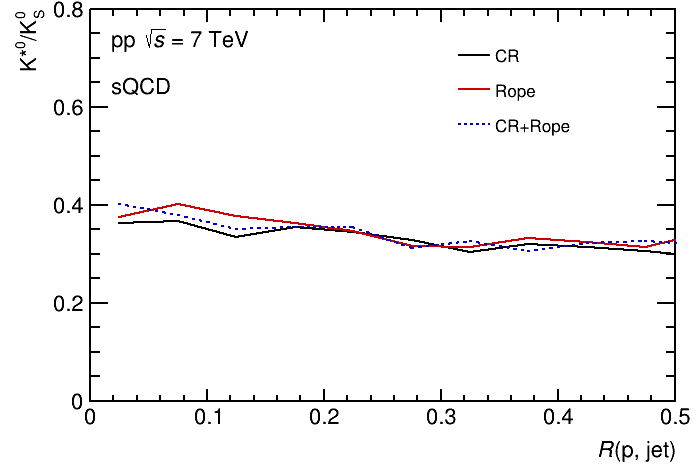 K*⁰/K⁰_S
pp √s = 7 TeV
sQCD
CR
Rope
CR+Rope
0.8
0.6
0.4
0.2
0
0 0.1 0.2 0.3 0.4 0.5
R(p, jet)